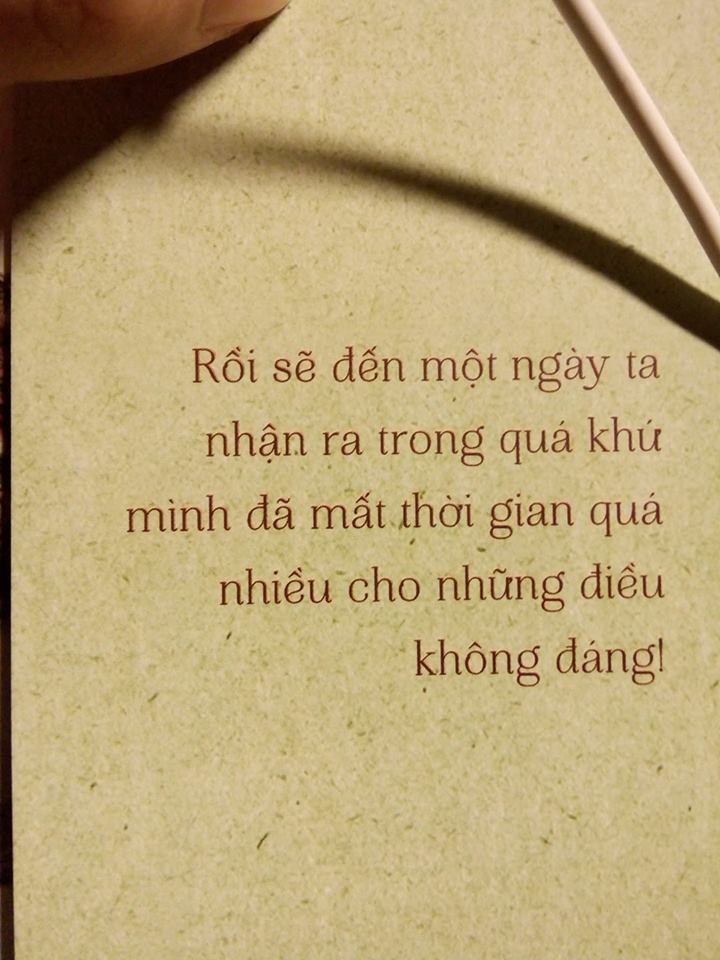 Rồi sẽ đến một ngày ta
nhận ra trong quá khứ
mình đã mất thời gian quá
nhiều cho những điều
không đáng!